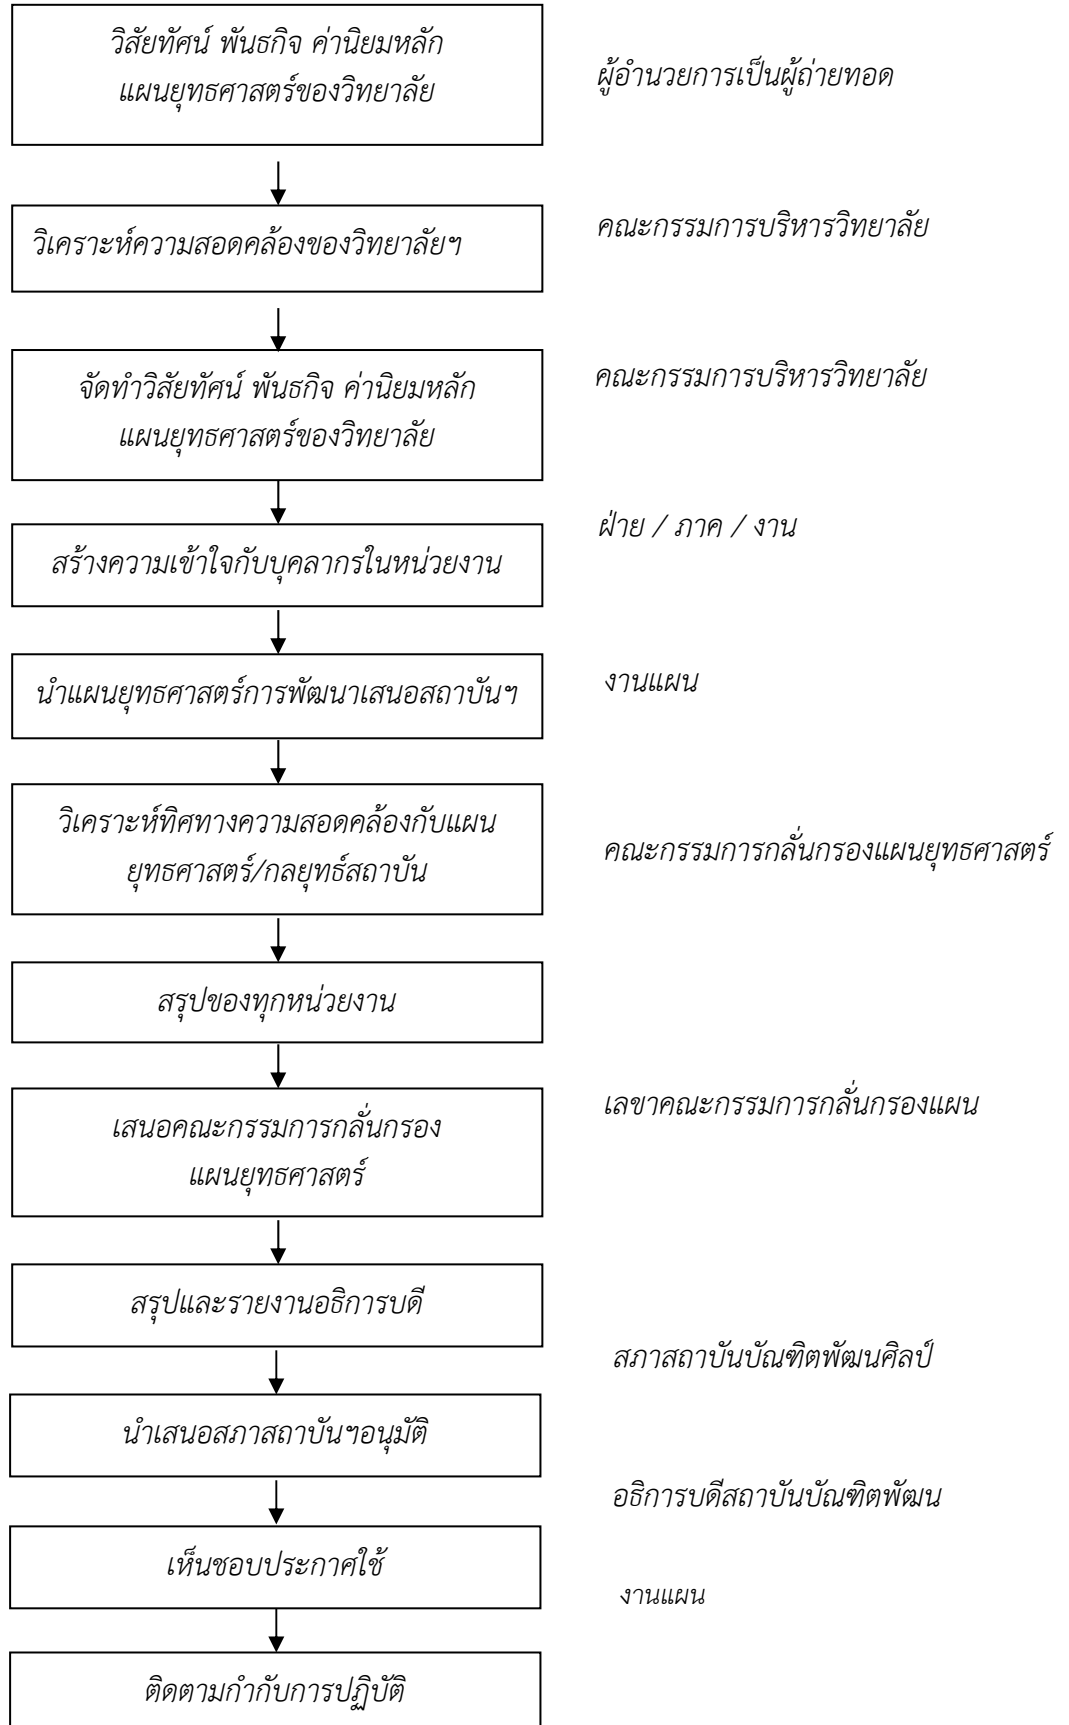 วิสัยทัศน์ พันธกิจ ค่านิยมหลัก
แผนยุทธศาสตร์ของวิทยาลัย
ผู้อำนวยการเป็นผู้ถ่ายทอด
วิเคราะห์ความสอดคล้องของวิทยาลัยฯ
คณะกรรมการบริหารวิทยาลัย
จัดทำวิสัยทัศน์ พันธกิจ ค่านิยมหลัก
แผนยุทธศาสตร์ของวิทยาลัย
คณะกรรมการบริหารวิทยาลัย
สร้างความเข้าใจกับบุคลากรในหน่วยงาน
ฝ่าย / ภาค / งาน
นำแผนยุทธศาสตร์การพัฒนาเสนอสถาบันฯ
งานแผน
วิเคราะห์ทิศทางความสอดคล้องกับแผน
ยุทธศาสตร์/กลยุทธ์สถาบัน
คณะกรรมการกลั่นกรองแผนยุทธศาสตร์
สรุปของทุกหน่วยงาน
เสนอคณะกรรมการกลั่นกรอง
แผนยุทธศาสตร์
เลขาคณะกรรมการกลั่นกรองแผน
สรุปและรายงานอธิการบดี
สภาสถาบันบัณฑิตพัฒนศิลป์
นำเสนอสภาสถาบันฯอนุมัติ
อธิการบดีสถาบันบัณฑิตพัฒน
เห็นชอบประกาศใช้
งานแผน
ติดตามกำกับการปฏิบัติ